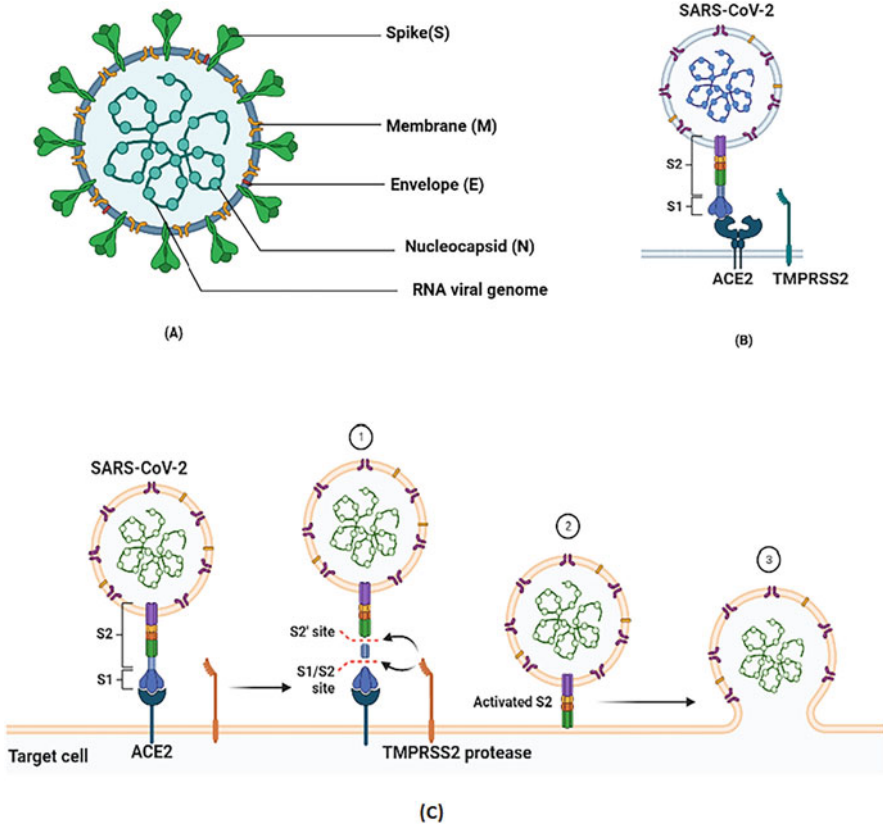 Spike(S)
Membrane (M)
Envelope (E)
Nucleocapsid (N)
RNA viral genome
(A)
SARS-CoV-2
S2
S1
ACE2
TMPRSS2
(B)
SARS-CoV-2
S2
S1
Target cell
ACE2
1
S2' site
S1/S2
site
TMPRSS2 protease
2
Activated S2
3
(C)